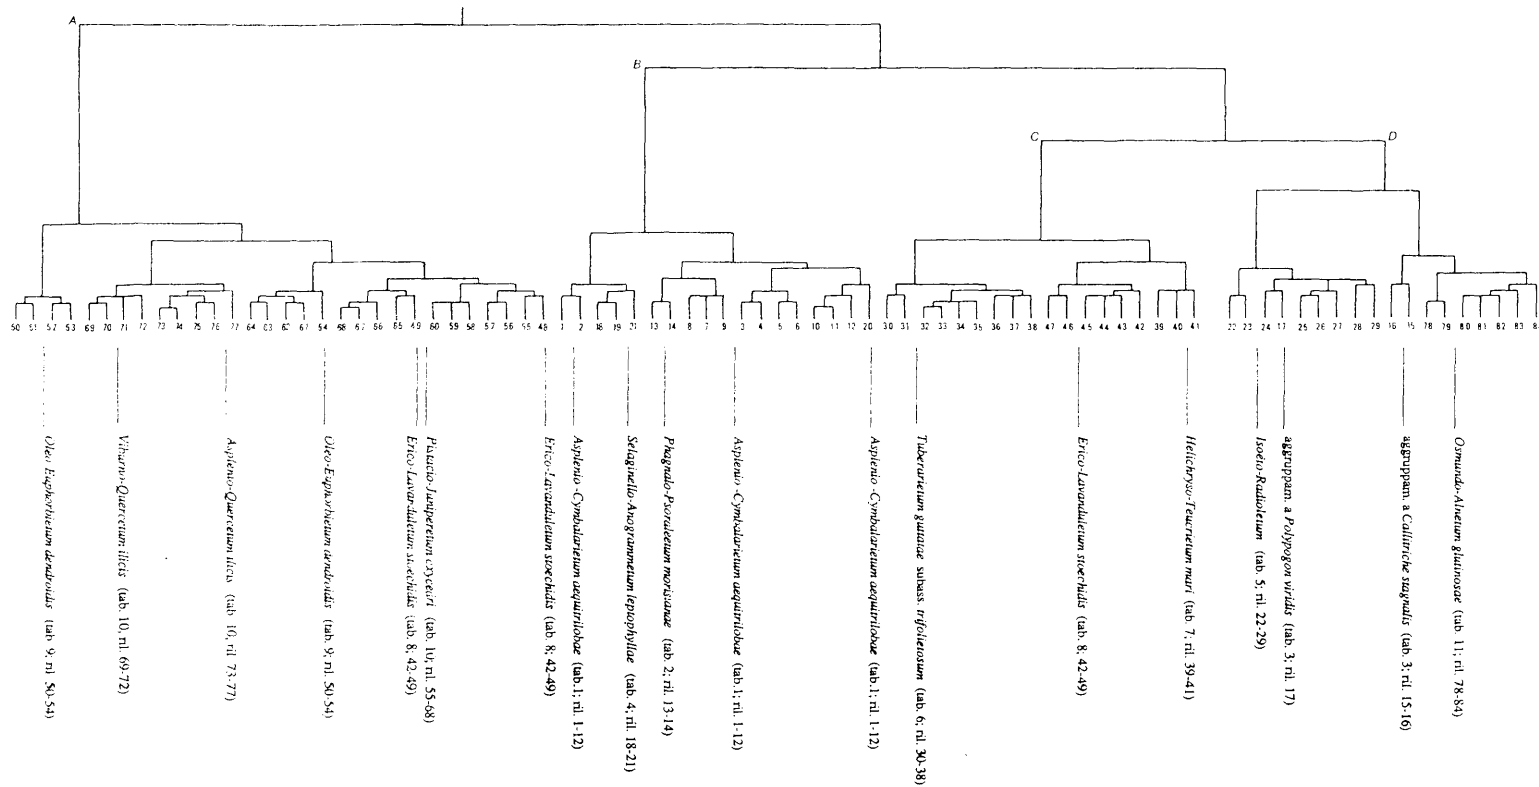 A
B
C
D
50 51 52 53 69 70 71 72 73 74 75 76 77 64 63 62 67 54 68 67 66 65 49 60 59 58 57 56 55 48 1 2 18 19 21 13 14 8 7 9 3 4 5 6 10 11 12 20 30 31 32 33 34 35 36 37 38 47 46 45 44 43 42 39 40 41 22 23 24 17 25 26 27 28 29 16 15 78 79 80 81 82 83 84
Oleo-Euphorbietum dendroidis (tab. 9; ril. 50-54)
Viburno-Quercetum ilicis (tab. 10, ril. 69-72)
Asplenio-Quercetum ilicis (tab. 10, ril. 73-77)
Oleo-Euphorbietum dendroidis (tab. 9; ril. 50-54)
Erico-Lavanduletum stoechidis (tab. 8; 42-49)
Pistacio-Juniperetum oxycedri (tab. 10; ril. 55-68)
Erico-Lavanduletum stoechidis (tab. 8; 42-49)
Asplenio-Cymbalarietum aequitrilobae (tab.1; ril. 1-12)
Selaginello-Anogrammetum leptophyllae (tab. 4; ril. 18-21)
Phagnalo-Psoraleetum morisianae (tab. 2; ril. 13-14)
Asplenio-Cymbalarietum aequitrilobae (tab.1; ril. 1-12)
Asplenio-Cymbalarietum aequitrilobae (tab.1; ril. 1-12)
Tuberarietum guttatae subass. trifolietosum (tab. 6; ril. 30-38)
Erico-Lavanduletum stoechidis (tab. 8; 42-49)
Helichryso-Teucrietum mari (tab. 7; ril. 39-41)
Isoëto-Radioletum (tab. 5; ril. 22-29)
aggruppam. a Polypogon viridis (tab. 3; ril. 17)
aggruppam. a Callitriche stagnalis (tab. 3; ril. 15-16)
Osmundo-Alnetum glutinosae (tab. 11; ril. 78-84)